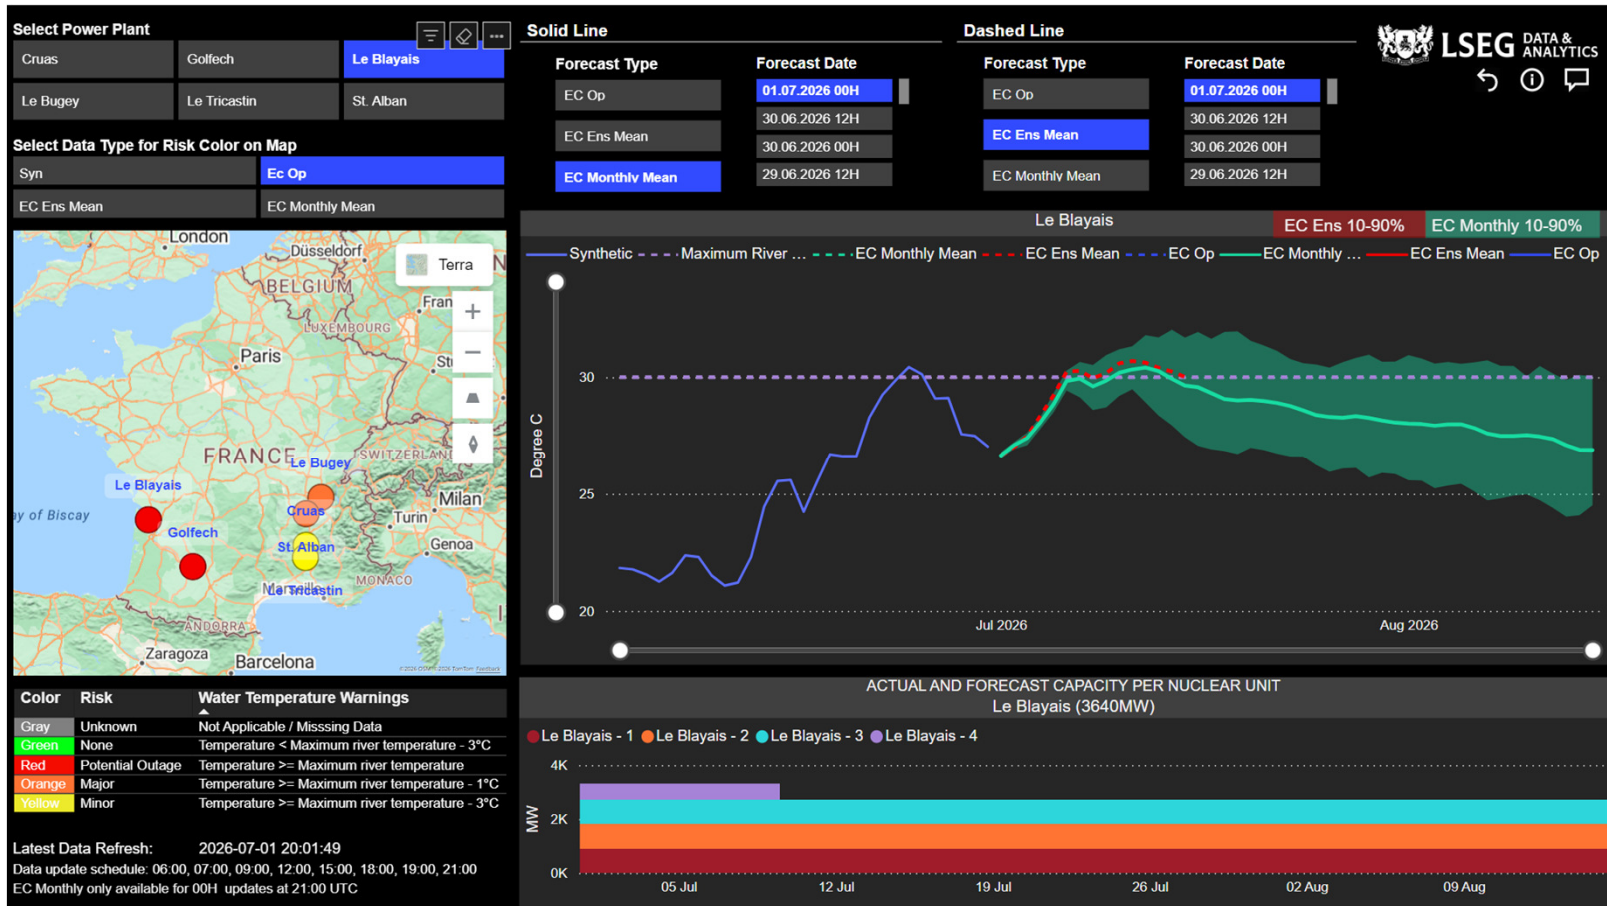 Select Power Plant
Cruas
Golfech
Le Blayais
Le Bugey
Le Tricastin
St. Alban
Select Data Type for Risk Color on Map
Syn
Ec Op
EC Ens Mean
EC Monthly Mean
Solid Line
Forecast Type
EC Op
EC Ens Mean
EC Monthly Mean
Forecast Date
01.07.2026 00H
30.06.2026 12H
30.06.2026 00H
29.06.2026 12H
Dashed Line
Forecast Type
EC Op
EC Ens Mean
EC Monthly Mean
Forecast Date
01.07.2026 00H
30.06.2026 12H
30.06.2026 00H
29.06.2026 12H
LSEG DATA & ANALYTICS
London
Düsseldorf
Terra
BELGIUM
Fran
LUXEMBOURG
Paris
FRANCE
Le Bugey
SWITZERLAN
Le Blayais
Milan
Cruas
ay of Biscay
Turin
Golfech
St. Alban
Genoa
MONACO
Le Tricastin
ANDORRA
Zaragoza
Barcelona
Color Risk Water Temperature Warnings
Gray Unknown Not Applicable / Misssing Data
Green None Temperature < Maximum river temperature - 3°C
Red Potential Outage Temperature >= Maximum river temperature
Orange Major Temperature >= Maximum river temperature - 1°C
Yellow Minor Temperature >= Maximum river temperature - 3°C
Latest Data Refresh: 2026-07-01 20:01:49
Data update schedule: 06:00, 07:00, 09:00, 12:00, 15:00, 18:00, 19:00, 21:00
EC Monthly only available for 00H updates at 21:00 UTC
Le Blayais
EC Ens 10-90% EC Monthly 10-90%
Synthetic Maximum River ... EC Monthly Mean EC Ens Mean EC Op EC Monthly ... EC Ens Mean EC Op
Degree C
30
25
20
Jul 2026 Aug 2026
ACTUAL AND FORECAST CAPACITY PER NUCLEAR UNIT
Le Blayais (3640MW)
Le Blayais - 1 Le Blayais - 2 Le Blayais - 3 Le Blayais - 4
MW
4K
2K
0K
05 Jul 12 Jul 19 Jul 26 Jul 02 Aug 09 Aug